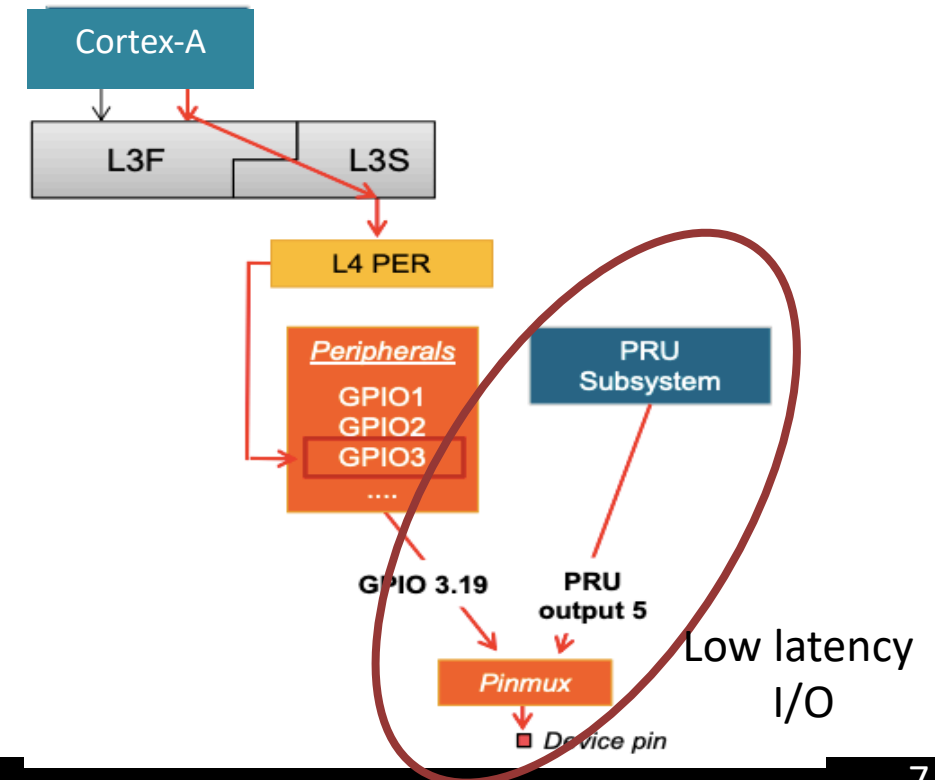 Cortex-A
L3F
L3S
L4 PER
Peripherals
GPIO1
GPIO2
GPIO3
....
PRU
Subsystem
GPIO 3.19
PRU
output 5
Low latency
I/O
Pinmux
Device pin
7